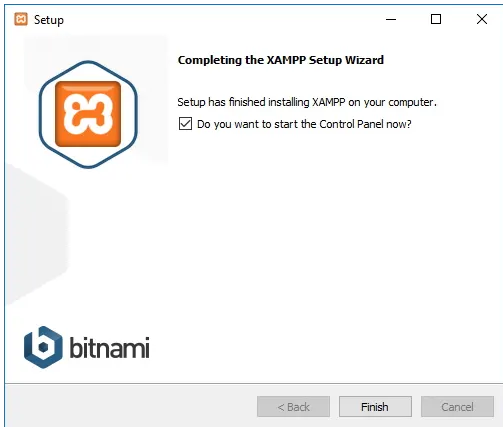 Setup
Completing the XAMPP Setup Wizard
Setup has finished installing XAMPP on your computer.
Do you want to start the Control Panel now?
bitnami
< Back
Finish
Cancel